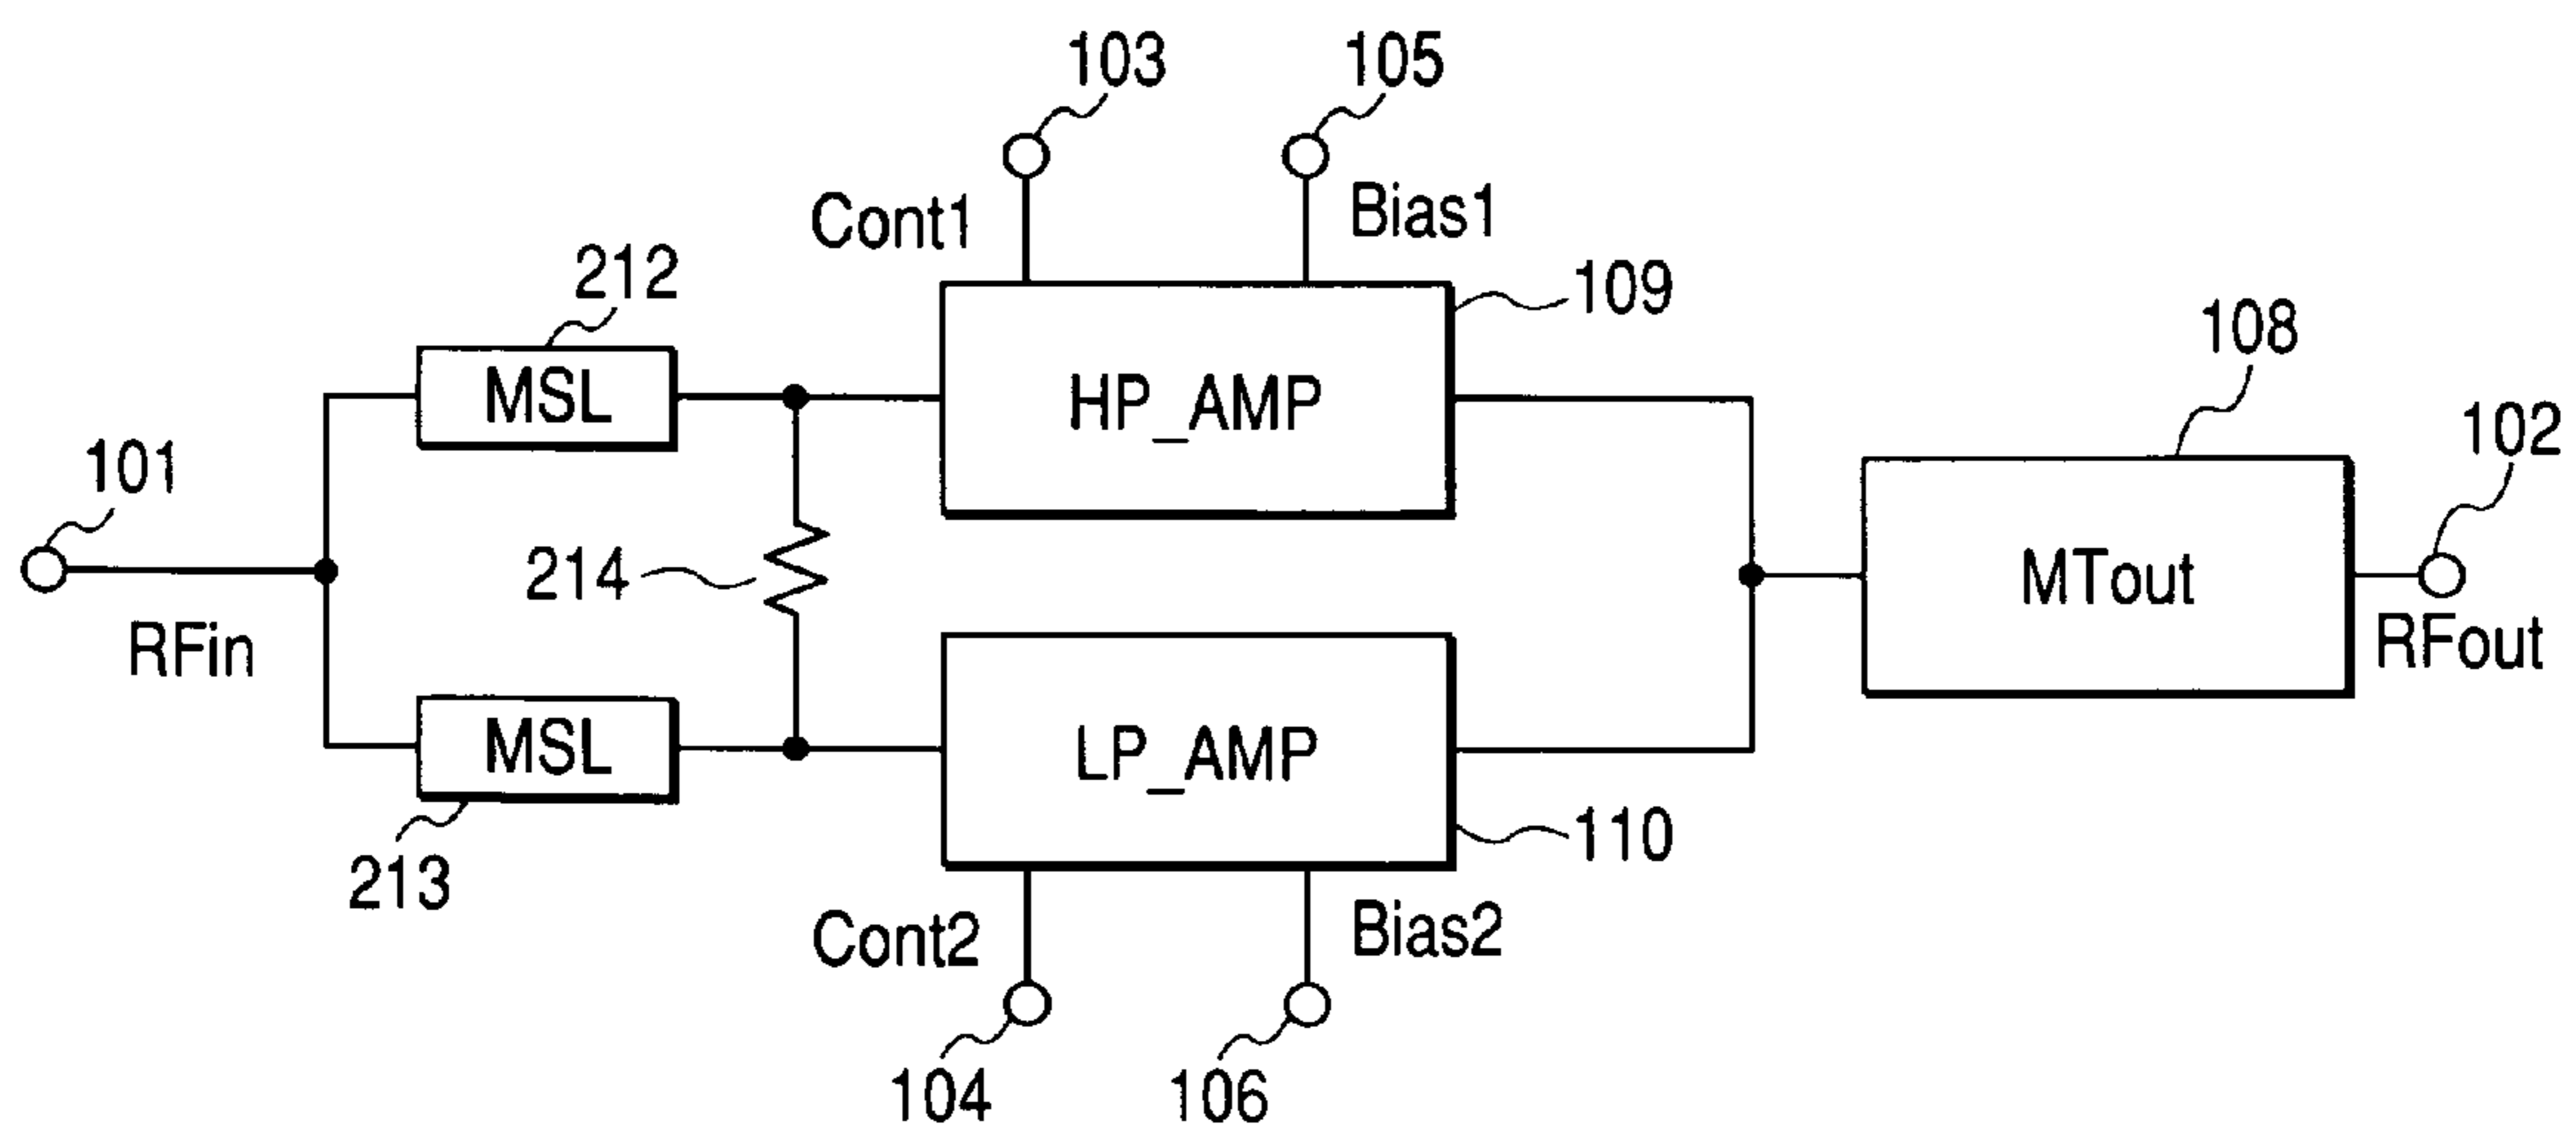 103
105
Cont1
Bias1
212
109
MSL
HP_AMP
108
101
102
214
MTout
RFin
RFout
MSL
LP_AMP
213
110
Cont2
Bias2
104
106